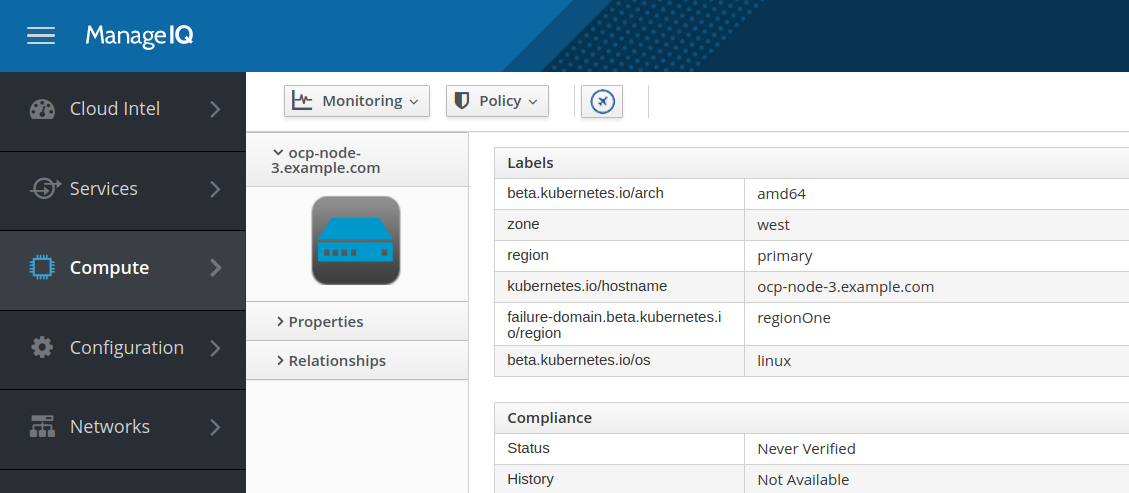 ManageIQ
Cloud Intel
Services
Compute
Configuration
Networks
Monitoring
Policy
ocp-node-
3.example.com
Properties
Relationships
Labels
beta.kubernetes.io/arch amd64
zone west
region primary
kubernetes.io/hostname ocp-node-3.example.com
failure-domain.beta.kubernetes.i
o/region regionOne
beta.kubernetes.io/os linux
Compliance
Status Never Verified
History Not Available